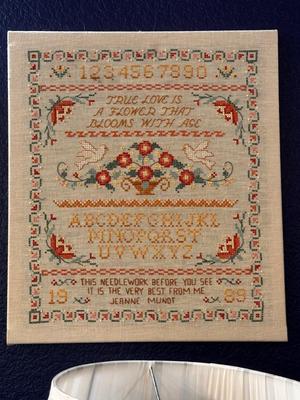 1234567890
TRUE LOVE IS
A FLOWER THAT
BLOOMS WITH AGE
ABCDEFGHIJKL
MNOPQRST
UVWXYZ
THIS NEEDLEWORK BEFORE YOU SEE
IT IS THE VERY BEST FROM ME
19 JEANNE MUNDT 89